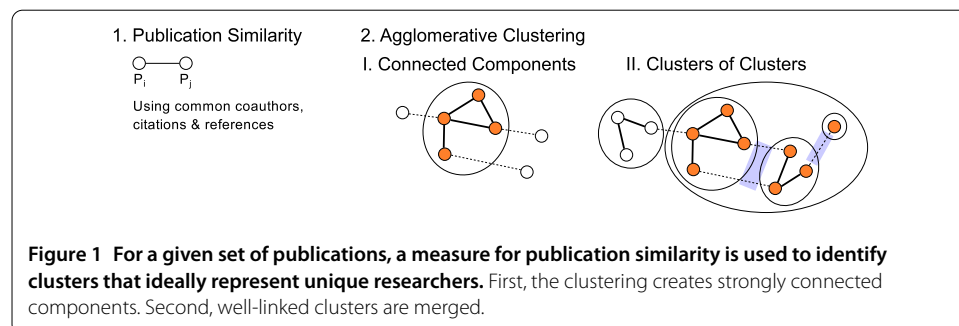 1. Publication Similarity
P_i P_j
Using common coauthors,
citations & references
2. Agglomerative Clustering
I. Connected Components
II. Clusters of Clusters
Figure 1 For a given set of publications, a measure for publication similarity is used to identify
clusters that ideally represent unique researchers. First, the clustering creates strongly connected
components. Second, well-linked clusters are merged.